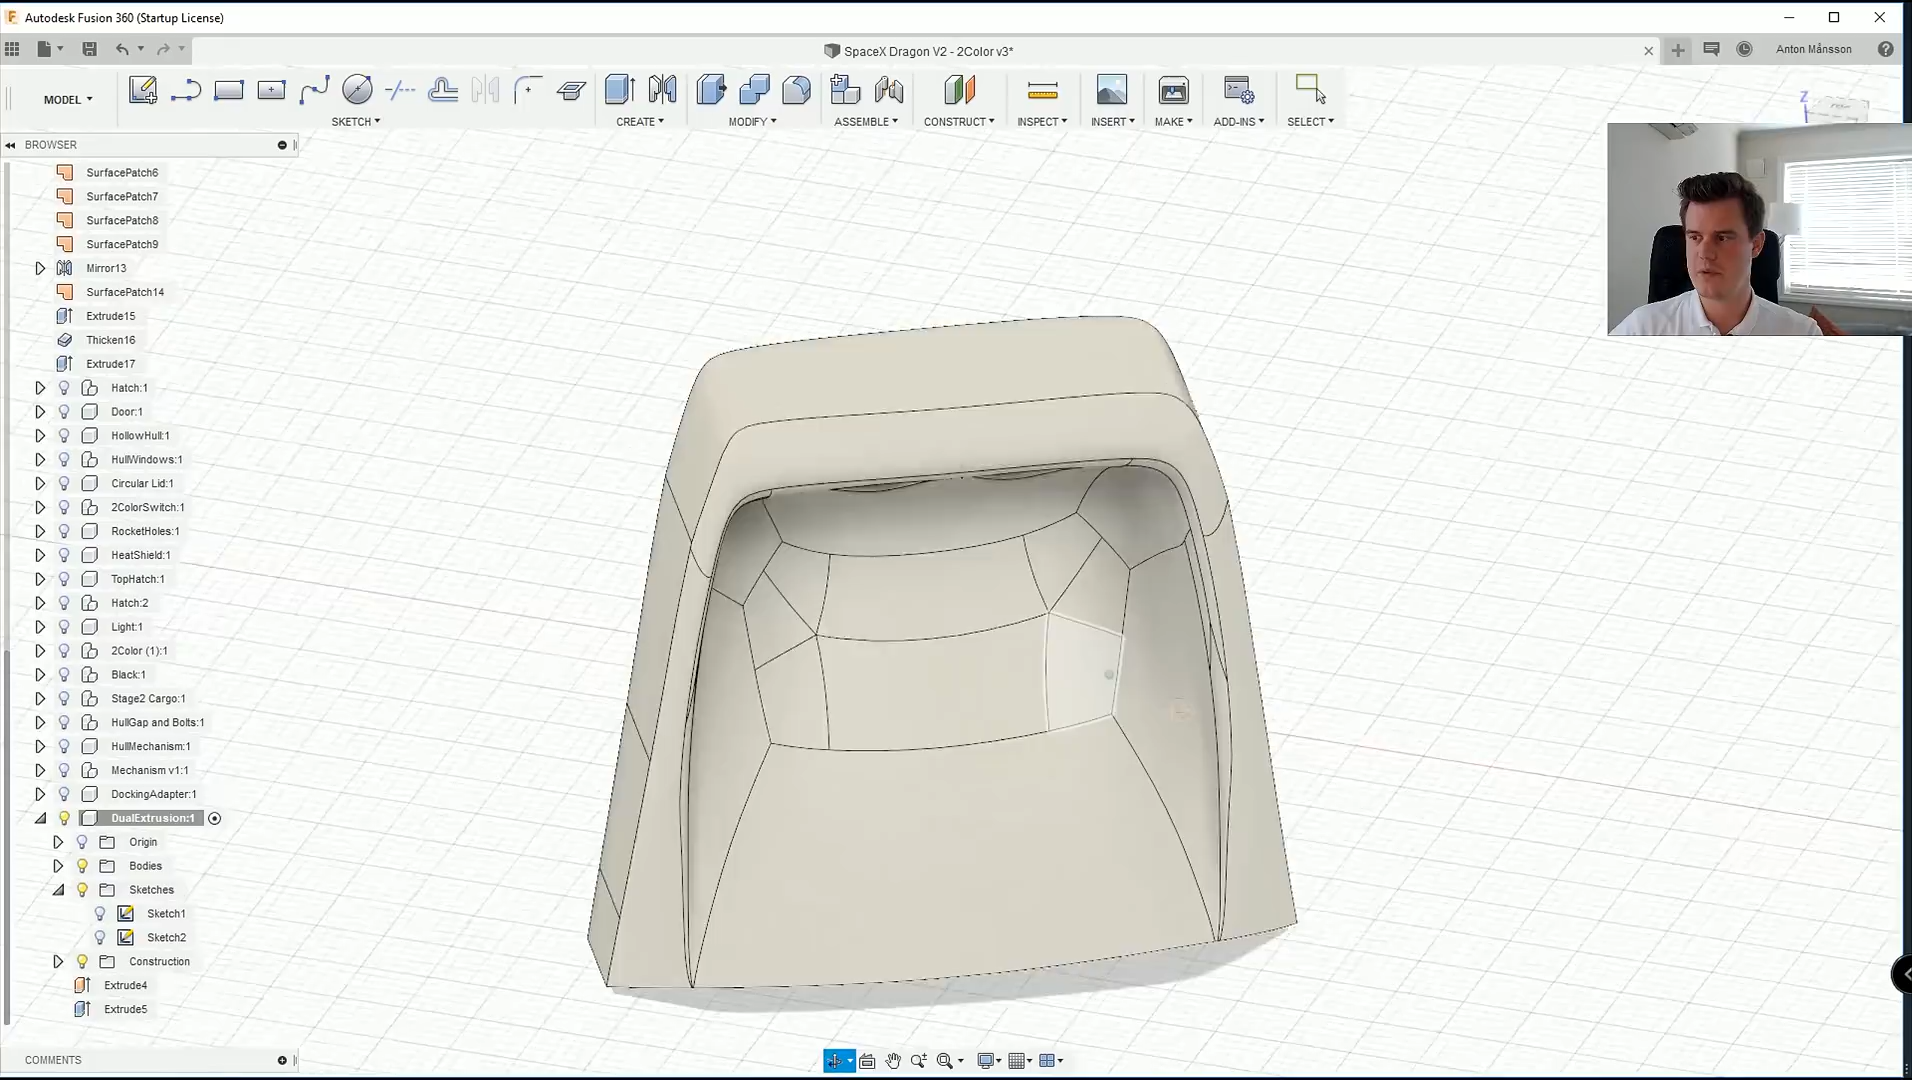 Autodesk Fusion 360 (Startup License)
SpaceX Dragon V2 - 2Color v3*
Anton Månsson
MODEL
SKETCH
CREATE
MODIFY
ASSEMBLE
CONSTRUCT
INSPECT
INSERT
MAKE
ADD-INS
SELECT
Z
BROWSER
SurfacePatch6
SurfacePatch7
SurfacePatch8
SurfacePatch9
Mirror13
SurfacePatch14
Extrude15
Thicken16
Extrude17
Hatch:1
Door:1
HollowHull:1
HullWindows:1
Circular Lid:1
2ColorSwitch:1
RocketHoles:1
HeatShield:1
TopHatch:1
Hatch:2
Light:1
2Color (1):1
Black:1
Stage2 Cargo:1
HullGap and Bolts:1
HullMechanism:1
Mechanism v1:1
DockingAdapter:1
DualExtrusion:1
Origin
Bodies
Sketches
Sketch1
Sketch2
Construction
Extrude4
Extrude5
COMMENTS